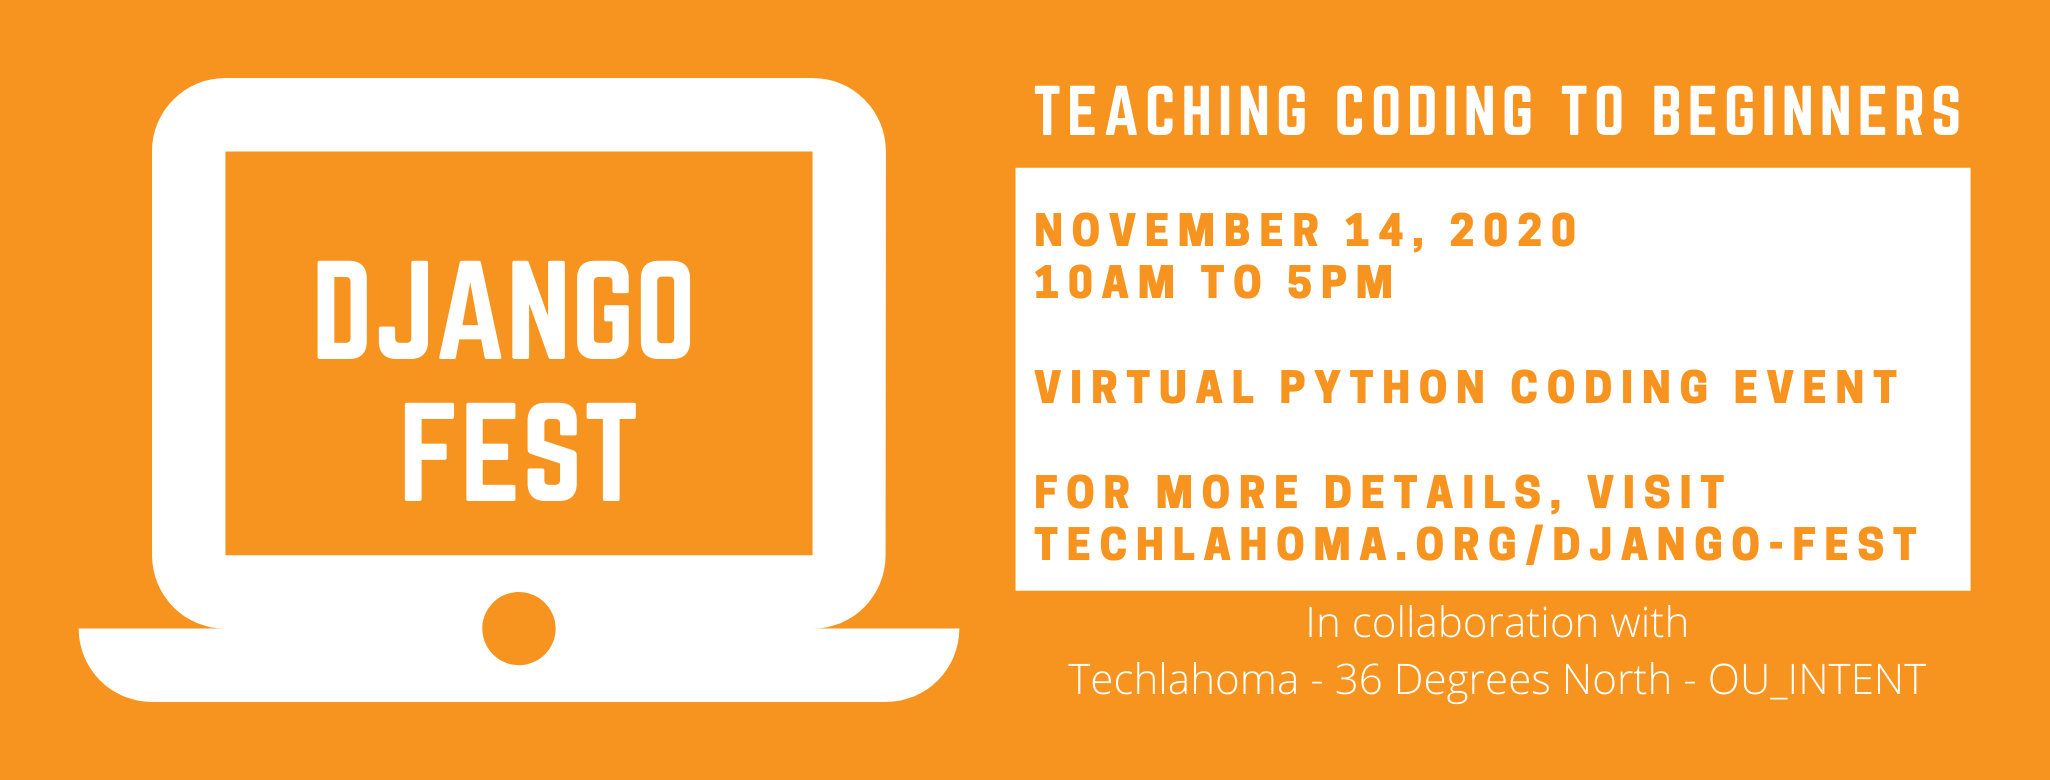 DJANGO
FEST
TEACHING CODING TO BEGINNERS
NOVEMBER 14, 2020
10AM TO 5PM
VIRTUAL PYTHON CODING EVENT
FOR MORE DETAILS, VISIT
TECHLAHOMA.ORG/DJANGO-FEST
In collaboration with
Techlahoma - 36 Degrees North - OU_INTENT